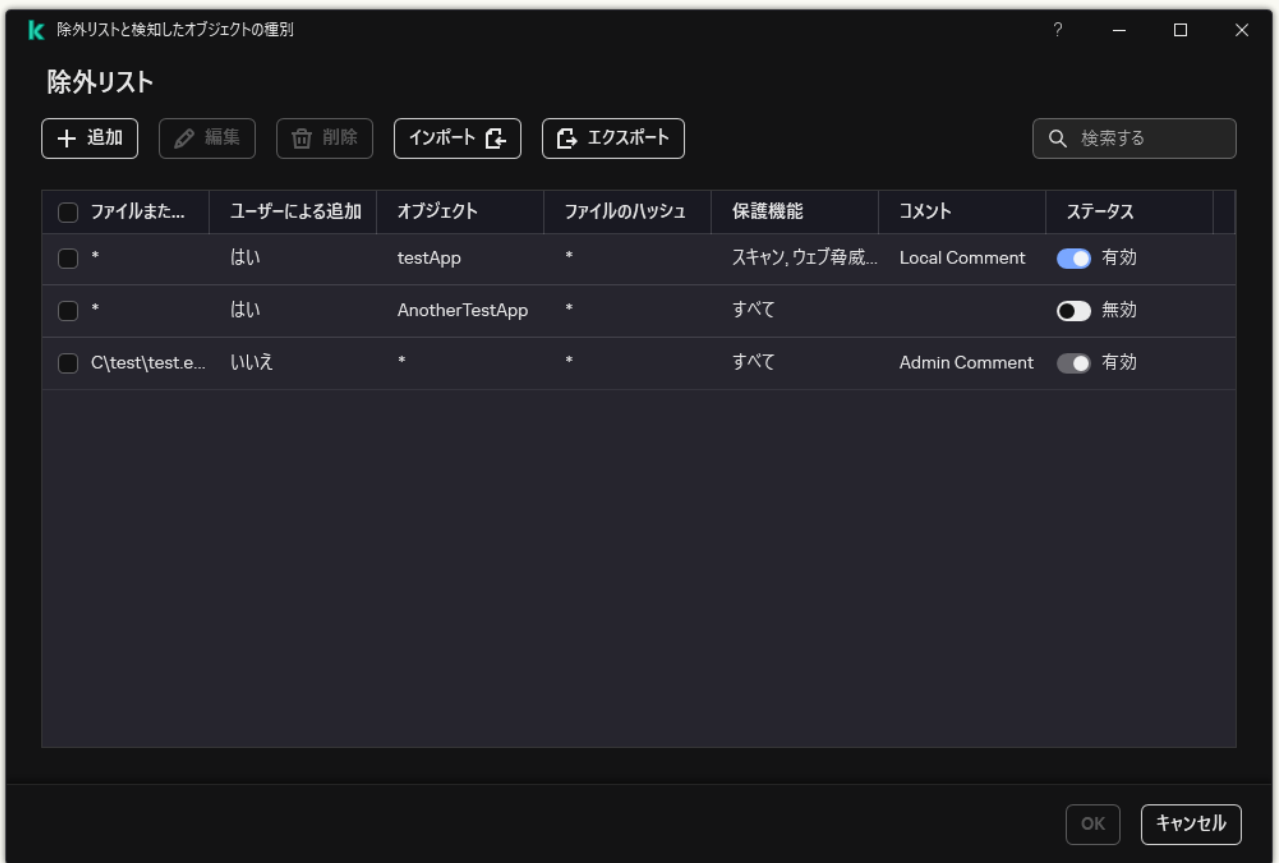 除外リストと検知したオブジェクトの種別 ?
除外リスト
追加 編集 削除 インポート エクスポート 検索する
ファイルまた... ユーザーによる追加 オブジェクト ファイルのハッシュ 保護機能 コメント ステータス
* はい testApp * スキャン, ウェブ脅威... Local Comment 有効
* はい AnotherTestApp * すべて 無効
C\test\test.e... いいえ * * すべて Admin Comment 有効
OK キャンセル